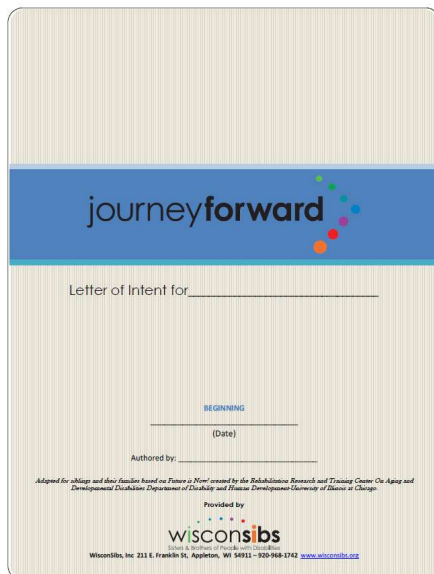 journeyforward
Letter of Intent for______________________________
BEGINNING
(Date)
Authored by: ______________________________
Adapted for siblings and their families based on Future is Now! created by the Rehabilitation Research and Training Center On Aging and
Developmental Disabilities Department of Disability and Human Development-University of Illinois at Chicago.
Provided by
wisconsibs
Sisters & Brothers of People with Disabilities
WisconSibs, Inc 211 E. Franklin St, Appleton, WI 54911 – 920-968-1742 www.wisconsibs.org